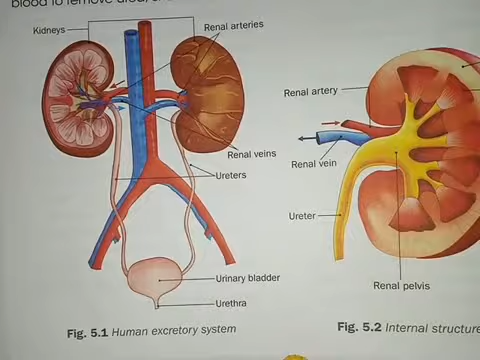 blood to remove
Kidneys
Renal arteries
Renal veins
Ureters
Urinary bladder
Urethra
Fig. 5.1 Human excretory system
Renal artery
Renal vein
Ureter
Renal pelvis
Fig. 5.2 Internal structure